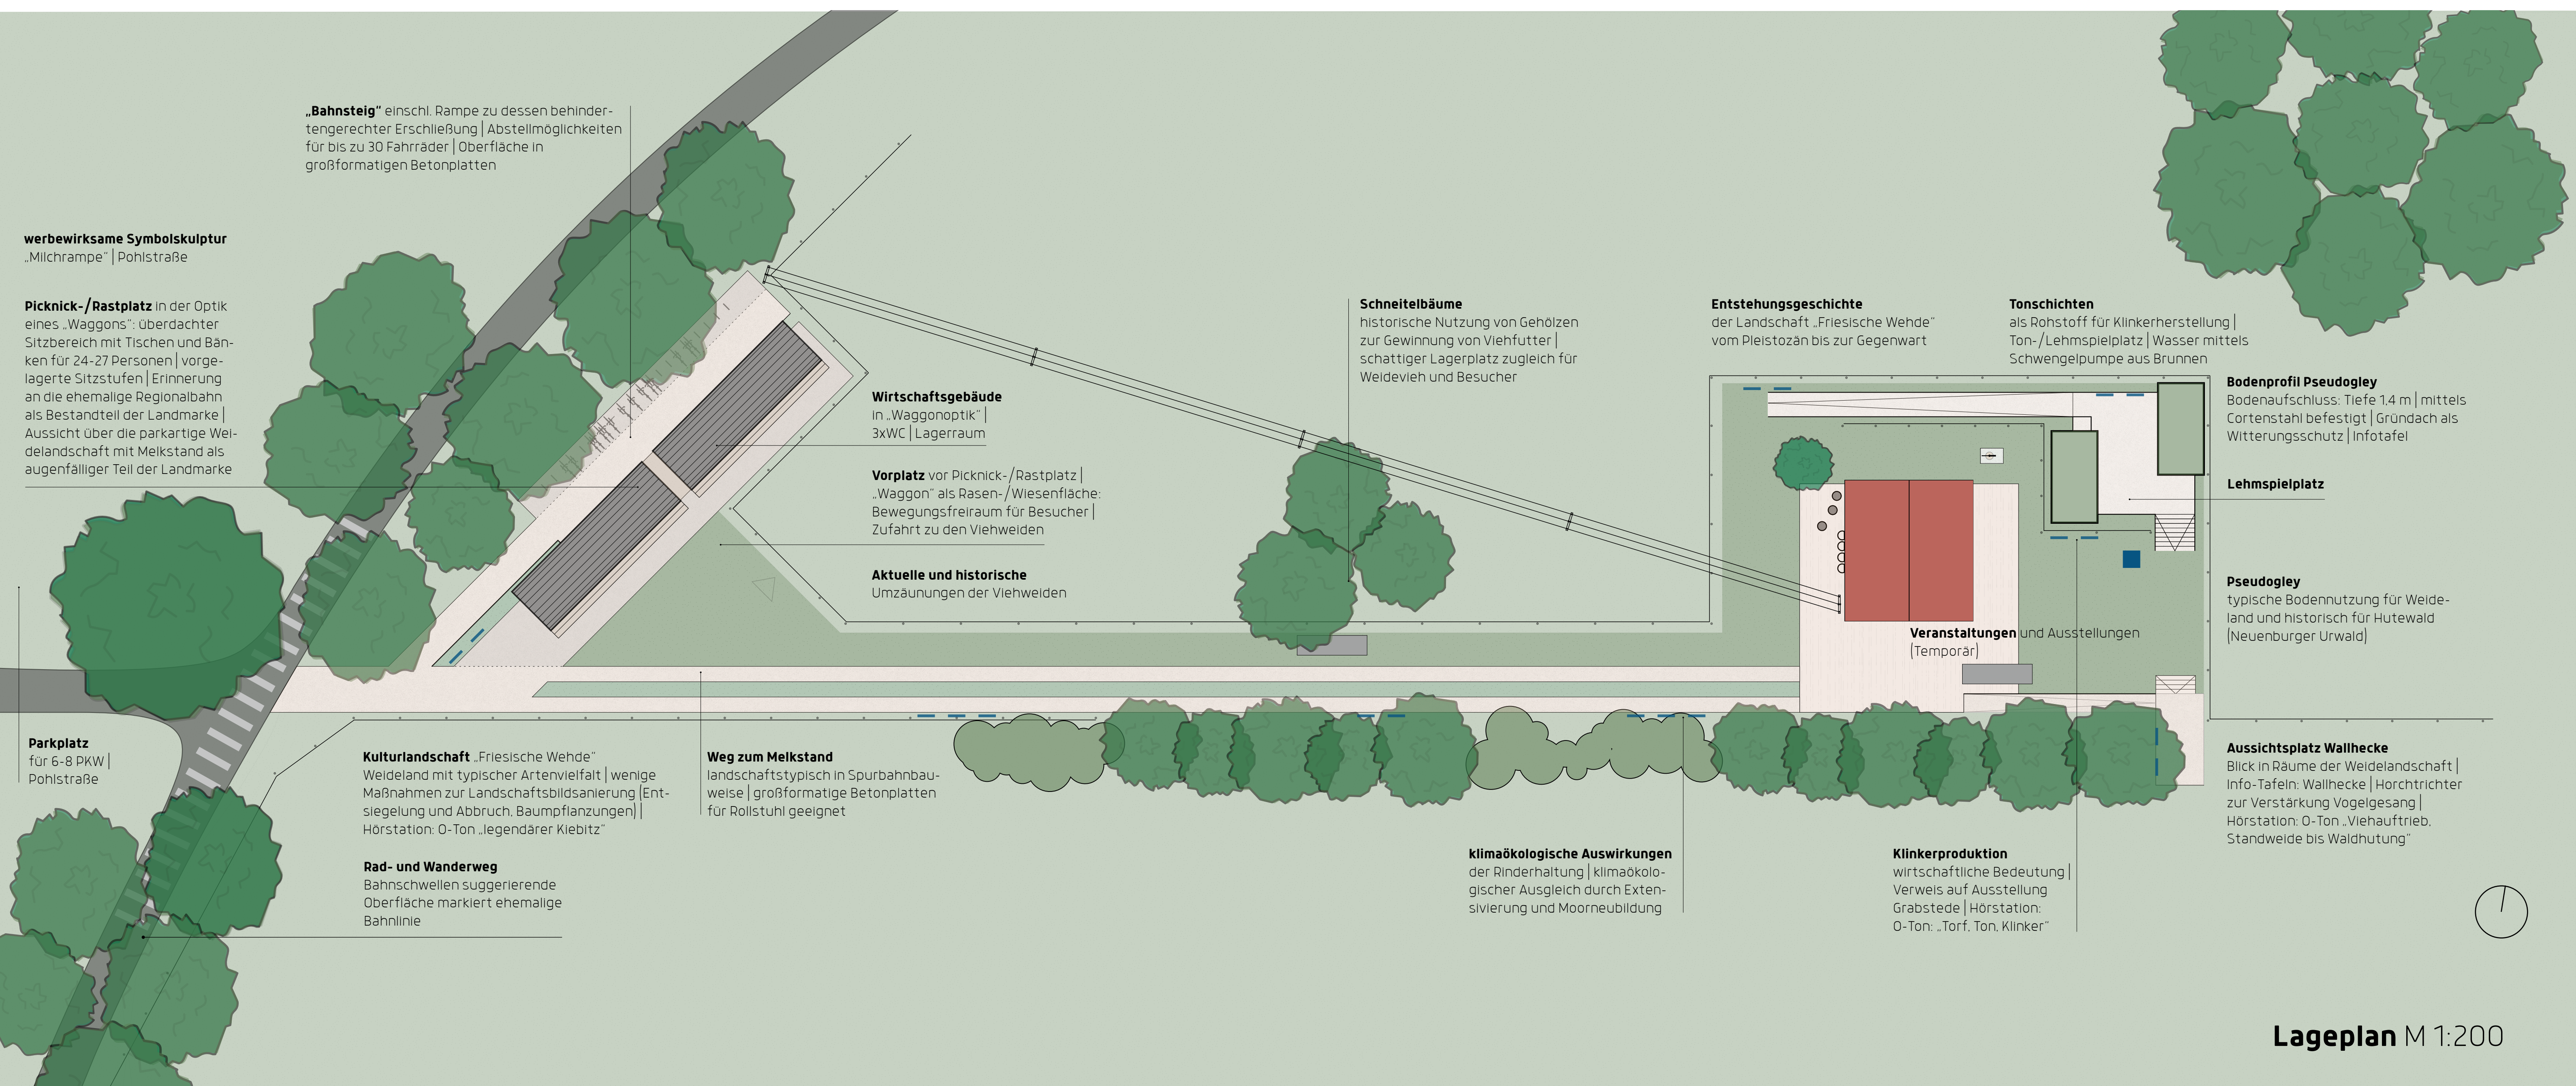 „Bahnsteig“ einschl. Rampe zu dessen behinder-
tengerechter Erschließung | Abstellmöglichkeiten
für bis zu 30 Fahrräder | Oberfläche in
großformatigen Betonplatten
werbewirksame Symbolskulptur
„Milchrampe“ | Pohlstraße
Picknick-/Rastplatz in der Optik
eines „Waggons“: überdachter
Sitzbereich mit Tischen und Bän-
ken für 24-27 Personen | vorge-
lagerte Sitzstufen | Erinnerung
an die ehemalige Regionalbahn
als Bestandteil der Landmarke |
Aussicht über die parkartige Wei-
delandschaft mit Melkstand als
augenfälliger Teil der Landmarke
Wirtschaftsgebäude
in „Waggonoptik“ |
3xWC | Lagerraum
Vorplatz vor Picknick-/Rastplatz |
„Waggon“ als Rasen-/Wiesenfläche:
Bewegungsfreiraum für Besucher |
Zufahrt zu den Viehweiden
Aktuelle und historische
Umzäunungen der Viehweiden
Schneitelbäume
historische Nutzung von Gehölzen
zur Gewinnung von Viehfutter |
schattiger Lagerplatz zugleich für
Weidevieh und Besucher
Entstehungsgeschichte
der Landschaft „Friesische Wehde“
vom Pleistozän bis zur Gegenwart
Tonschichten
als Rohstoff für Klinkerherstellung |
Ton-/Lehmspielplatz | Wasser mittels
Schwengelpumpe aus Brunnen
Bodenprofil Pseudogley
Bodenaufschluss: Tiefe 1,4 m | mittels
Cortenstahl befestigt | Gründach als
Witterungsschutz | Infotafel
Lehmspielplatz
Pseudogley
typische Bodennutzung für Weide-
land und historisch für Hutewald
(Neuenburger Urwald)
Veranstaltungen und Ausstellungen
(Temporär)
Parkplatz
für 6-8 PKW |
Pohlstraße
Kulturlandschaft „Friesische Wehde“
Weideland mit typischer Artenvielfalt | wenige
Maßnahmen zur Landschaftsbildsanierung (Ent-
siegelung und Abbruch, Baumpflanzungen) |
Hörstation: O-Ton „legendärer Kiebitz“
Rad- und Wanderweg
Bahnschwellen suggerierende
Oberfläche markiert ehemalige
Bahnlinie
Weg zum Melkstand
landschaftstypisch in Spurbahnbau-
weise | großformatige Betonplatten
für Rollstuhl geeignet
klimaökologische Auswirkungen
der Rinderhaltung | klimaökolo-
gischer Ausgleich durch Exten-
sivierung und Moorneubildung
Klinkerproduktion
wirtschaftliche Bedeutung |
Verweis auf Ausstellung
Grabstede | Hörstation:
O-Ton: „Torf, Ton, Klinker“
Aussichtsplatz Wallhecke
Blick in Räume der Weidelandschaft |
Info-Tafeln: Wallhecke | Horchtrichter
zur Verstärkung Vogelgesang |
Hörstation: O-Ton „Viehauftrieb,
Standweide bis Waldhutung“
Lageplan M 1:200